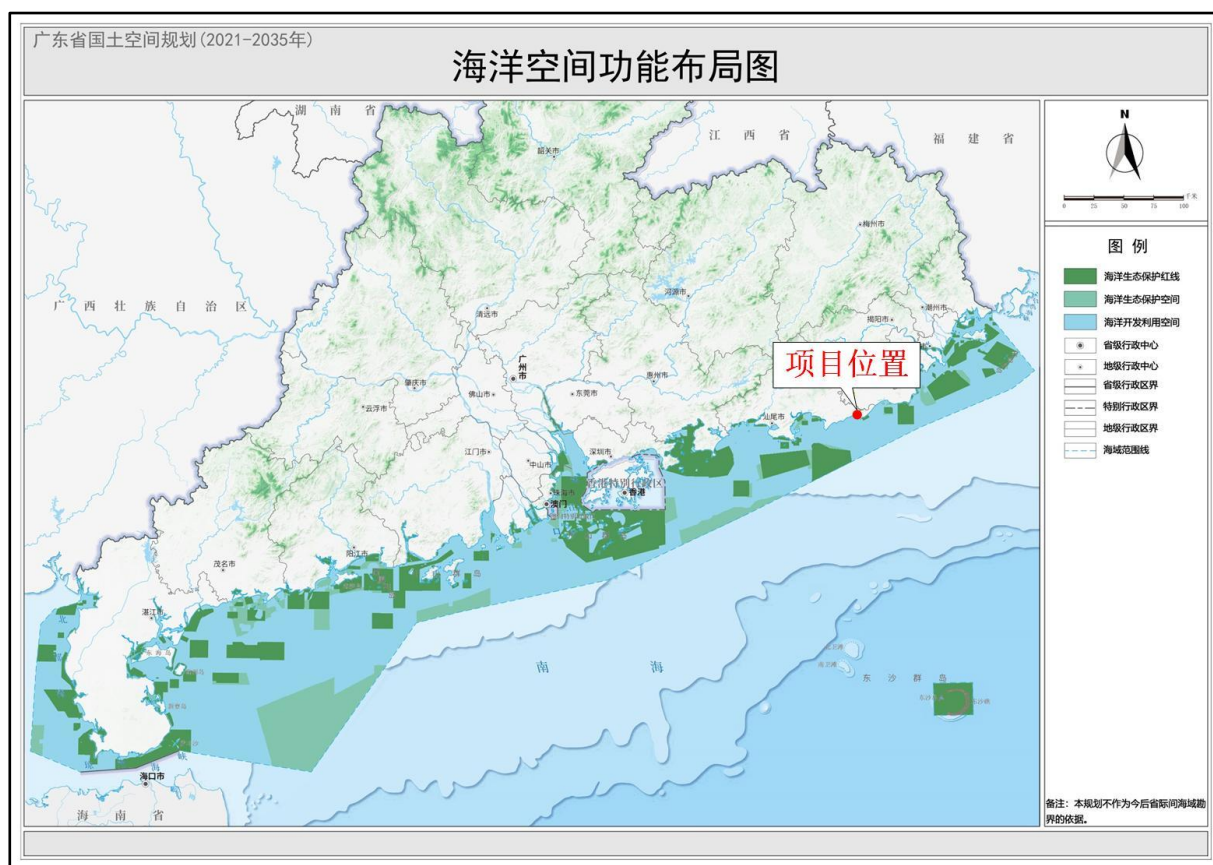 广东省国土空间规划(2021-2035年)
海洋空间功能布局图
湖南省
江西省
福建省
广西壮族自治区
韶关市
梅州市
河源市
清远市
潮州市
揭阳市
广州市
惠州市
肇庆市
佛山市
东莞市
云浮市
汕尾市
江门市
中山市
深圳市
珠海市
香港特别行政区
香港
澳门
阳江市
茂名市
湛江市
东海岛
海口市
海南省
南海
东沙群岛
项目位置
N
千米
0 25 50 75 100
图例
海洋生态保护红线
海洋生态保护空间
海洋开发利用空间
省级行政中心
地级行政中心
省级行政区界
特别行政区界
地级行政区界
海域范围线
备注：本规划不作为今后省际间海域勘
界的依据。